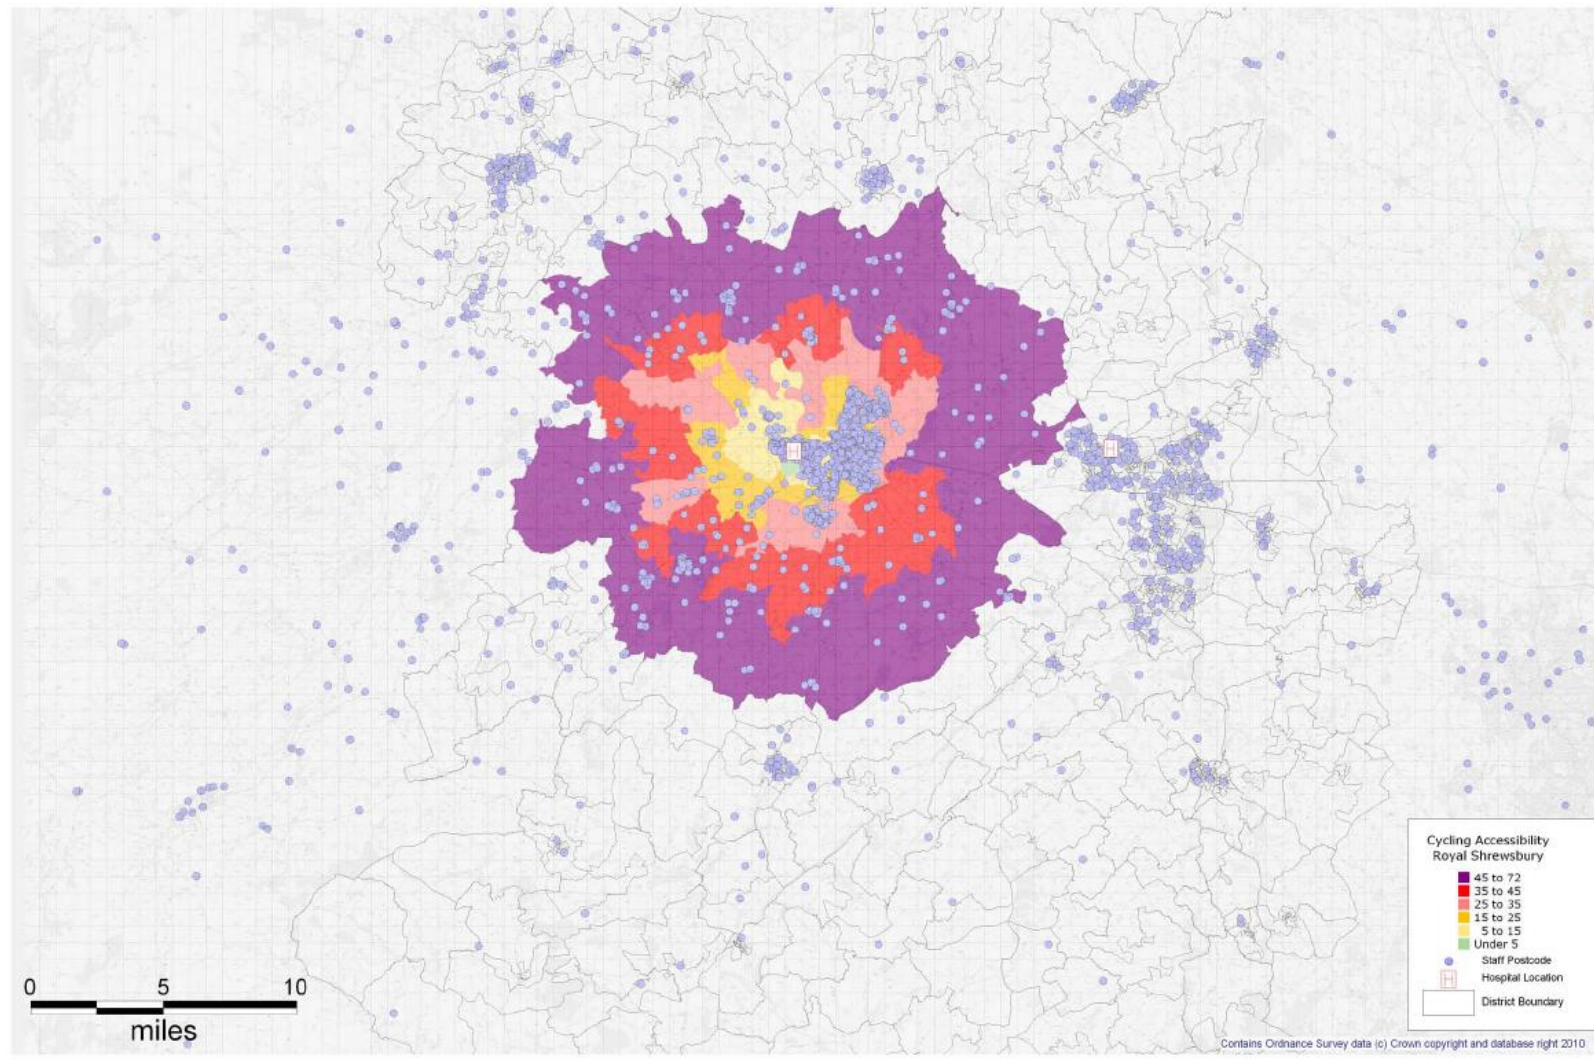 H
H
Cycling Accessibility
Royal Shrewsbury
45 to 72
35 to 45
25 to 35
15 to 25
5 to 15
Under 5
Staff Postcode
H Hospital Location
District Boundary
0 5 10
miles
Contains Ordnance Survey data (c) Crown copyright and database right 2010